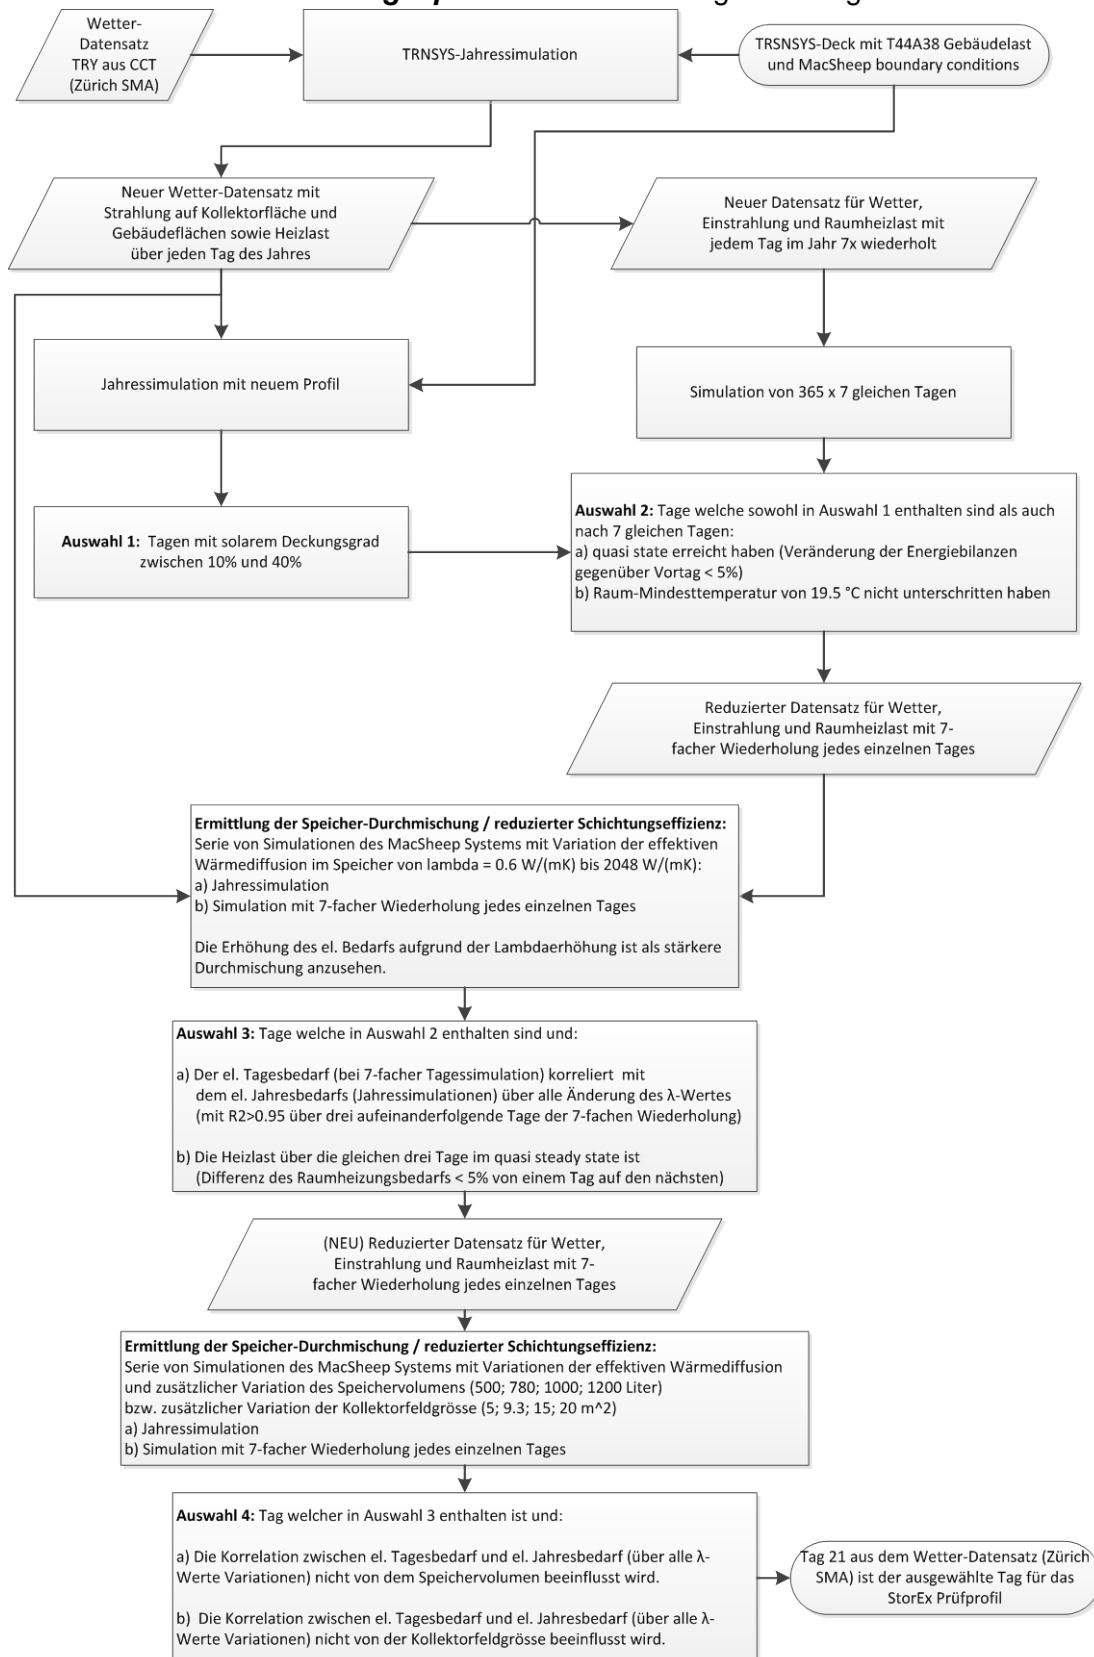 Wetter-
Datensatz
TRY aus CCT
(Zürich SMA)
TRNSYS-Jahressimulation
TRSNSYS-Deck mit T44A38 Gebäudelast
und MacSheep boundary conditions
Neuer Wetter-Datensatz mit
Strahlung auf Kollektorfläche und
Gebäudeflächen sowie Heizlast
über jeden Tag des Jahres
Neuer Datensatz für Wetter,
Einstrahlung und Raumheizlast mit
jedem Tag im Jahr 7x wiederholt
Jahressimulation mit neuem Profil
Simulation von 365 x 7 gleichen Tagen
Auswahl 1: Tagen mit solarem Deckungsgrad
zwischen 10% und 40%
Auswahl 2: Tage welche sowohl in Auswahl 1 enthalten sind als auch
nach 7 gleichen Tagen:
a) quasi state erreicht haben (Veränderung der Energiebilanzen
gegenüber Vortag < 5%)
b) Raum-Mindesttemperatur von 19.5 °C nicht unterschritten haben
Reduzierter Datensatz für Wetter,
Einstrahlung und Raumheizlast mit 7-
facher Wiederholung jedes einzelnen Tages
Ermittlung der Speicher-Durchmischung / reduzierter Schichtungseffizienz:
Serie von Simulationen des MacSheep Systems mit Variation der effektiven
Wärmediffusion im Speicher von lambda = 0.6 W/(mK) bis 2048 W/(mK):
a) Jahressimulation
b) Simulation mit 7-facher Wiederholung jedes einzelnen Tages
Die Erhöhung des el. Bedarfs aufgrund der Lambdaerhöhung ist als stärkere
Durchmischung anzusehen.
Auswahl 3: Tage welche in Auswahl 2 enthalten sind und:
a) Der el. Tagesbedarf (bei 7-facher Tagessimulation) korreliert mit
dem el. Jahresbedarfs (Jahressimulationen) über alle Änderung des λ-Wertes
(mit R2>0.95 über drei aufeinanderfolgende Tage der 7-fachen Wiederholung)
b) Die Heizlast über die gleichen drei Tage im quasi steady state ist
(Differenz des Raumheizungsbedarfs < 5% von einem Tag auf den nächsten)
(NEU) Reduzierter Datensatz für Wetter,
Einstrahlung und Raumheizlast mit 7-
facher Wiederholung jedes einzelnen Tages
Ermittlung der Speicher-Durchmischung / reduzierter Schichtungseffizienz:
Serie von Simulationen des MacSheep Systems mit Variationen der effektiven Wärmediffusion
und zusätzlicher Variation des Speichervolumens (500; 780; 1000; 1200 Liter)
bzw. zusätzlicher Variation der Kollektorfeldgrösse (5; 9.3; 15; 20 m^2)
a) Jahressimulation
b) Simulation mit 7-facher Wiederholung jedes einzelnen Tages
Auswahl 4: Tag welcher in Auswahl 3 enthalten ist und:
a) Die Korrelation zwischen el. Tagesbedarf und el. Jahresbedarf (über alle λ-
Werte Variationen) nicht von dem Speichervolumen beeinflusst wird.
b) Die Korrelation zwischen el. Tagesbedarf und el. Jahresbedarf (über alle λ-
Werte Variationen) nicht von der Kollektorfeldgrösse beeinflusst wird.
Tag 21 aus dem Wetter-Datensatz (Zürich
SMA) ist der ausgewählte Tag für das
StorEx Prüfprofil